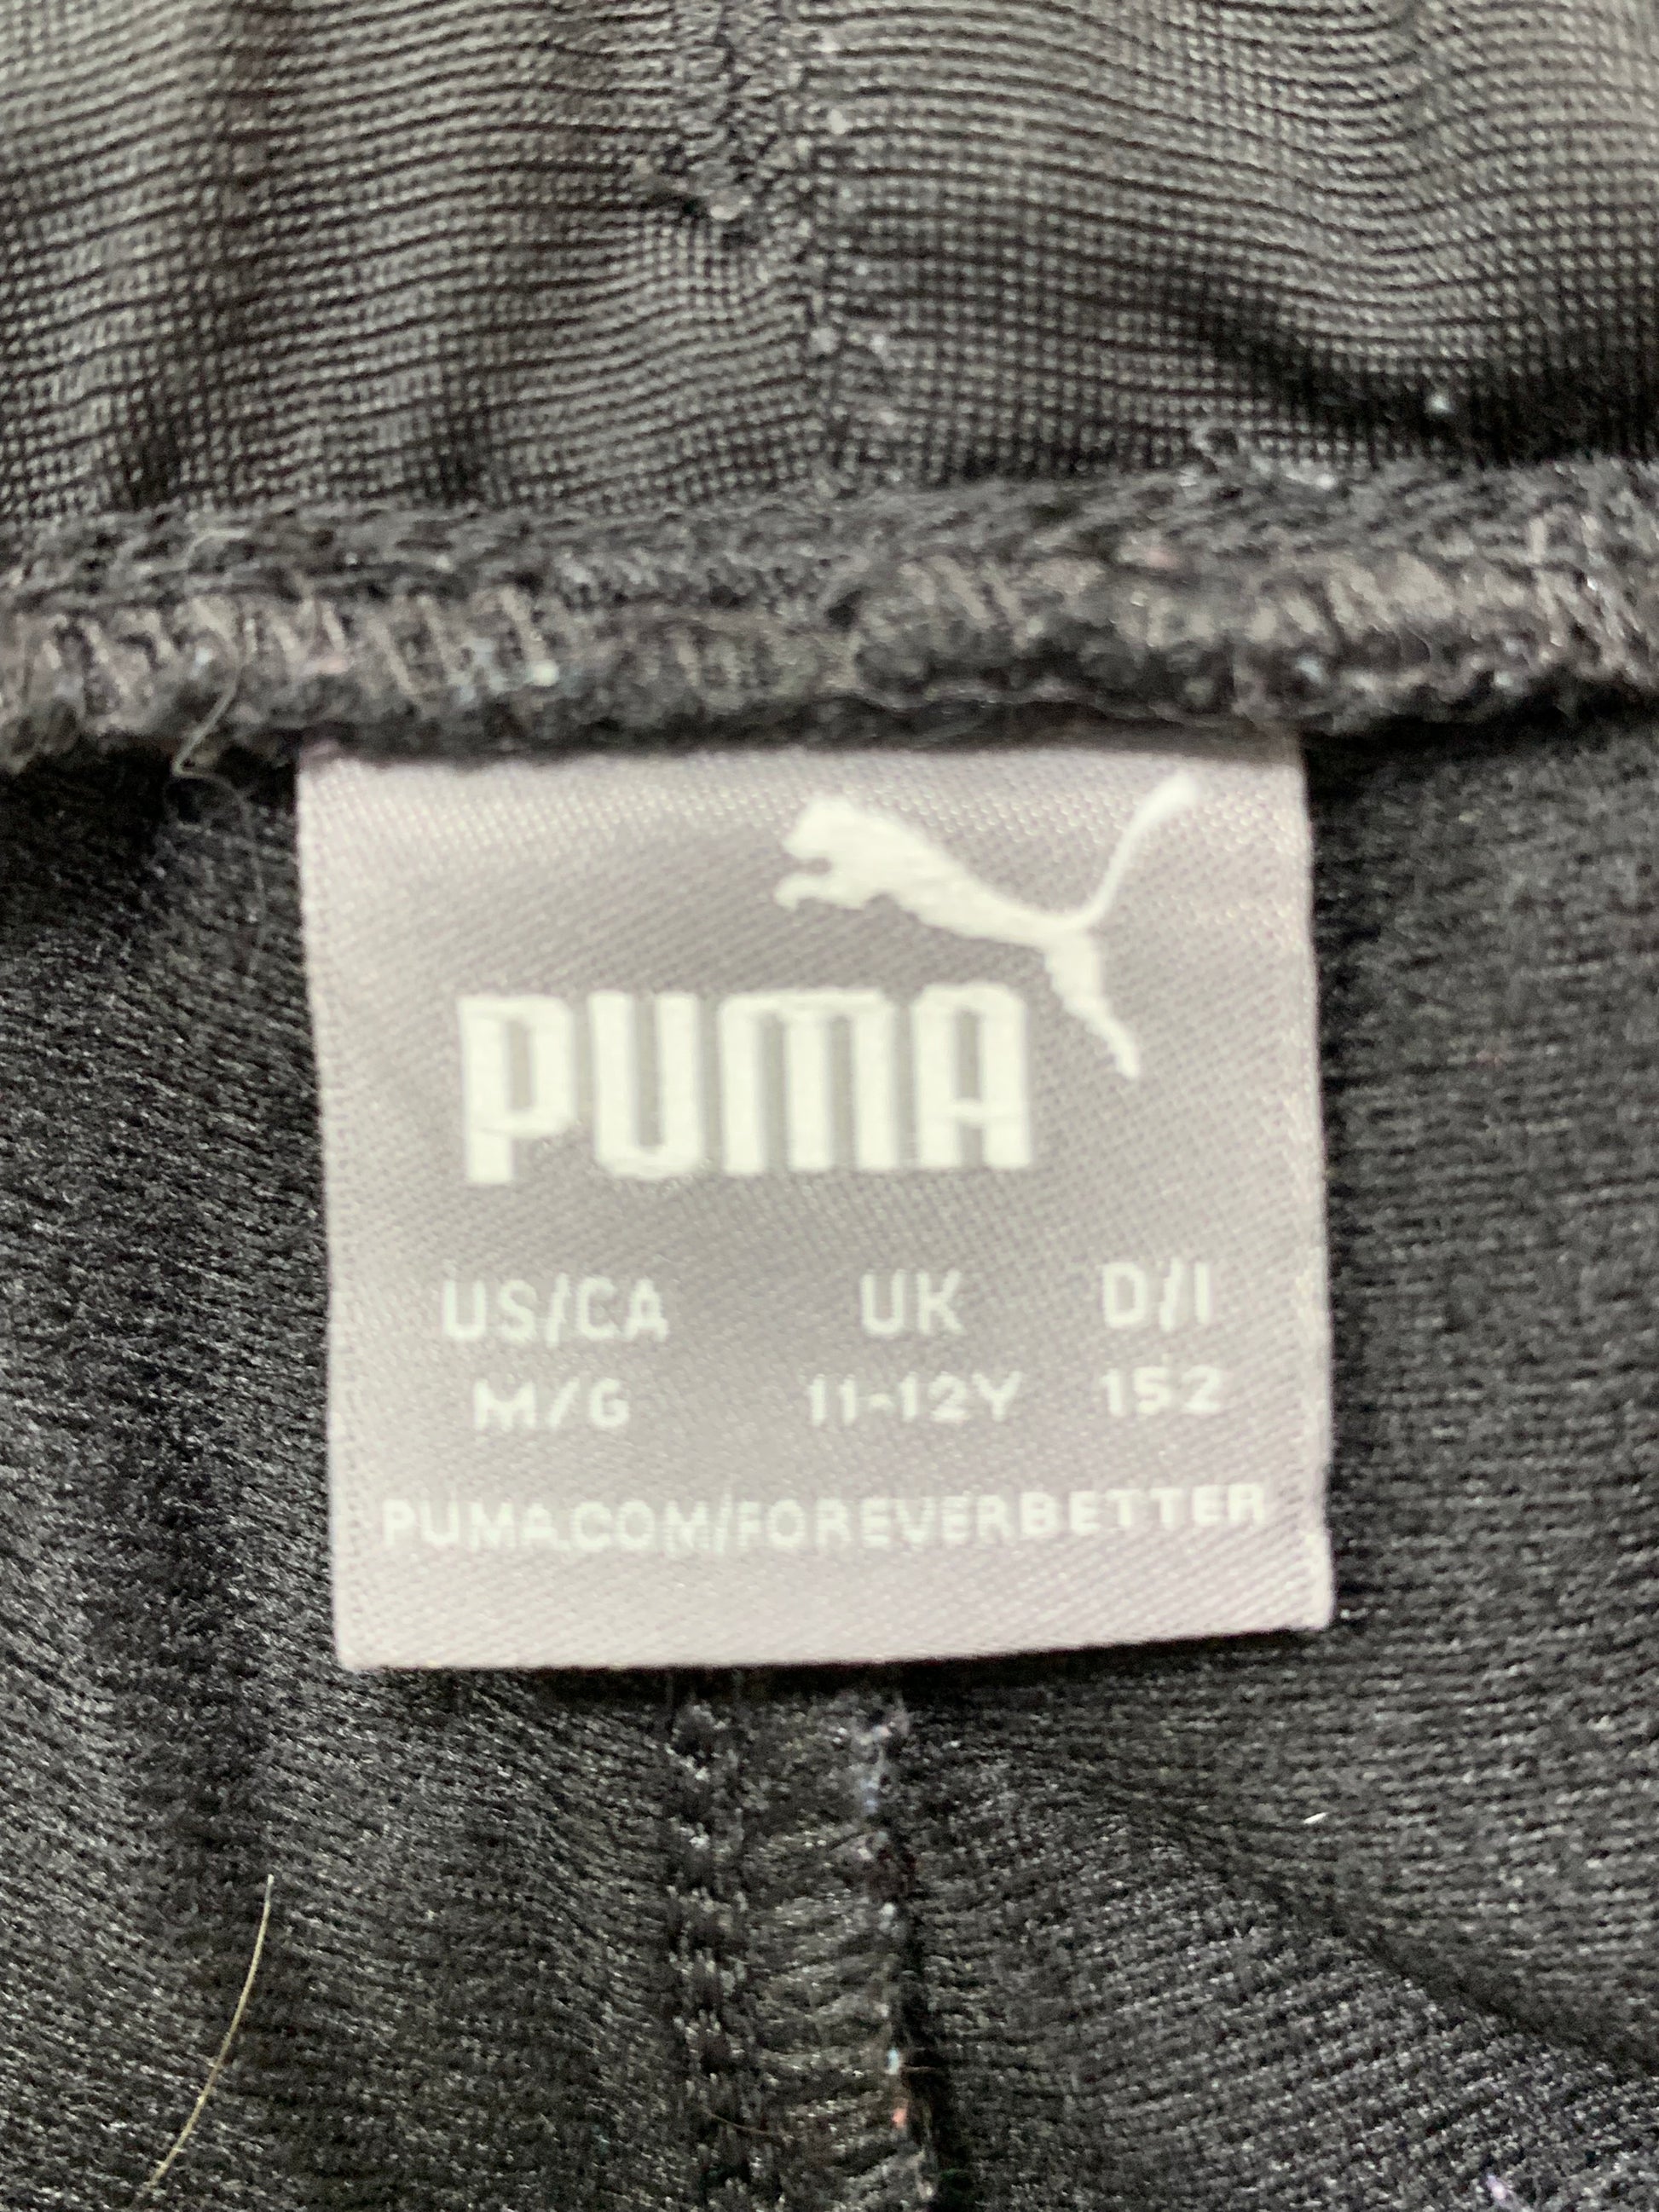 PUMA
US/CA UK D/I
M/G 11-12Y 152
PUMA.COM/FOREVERBETTER